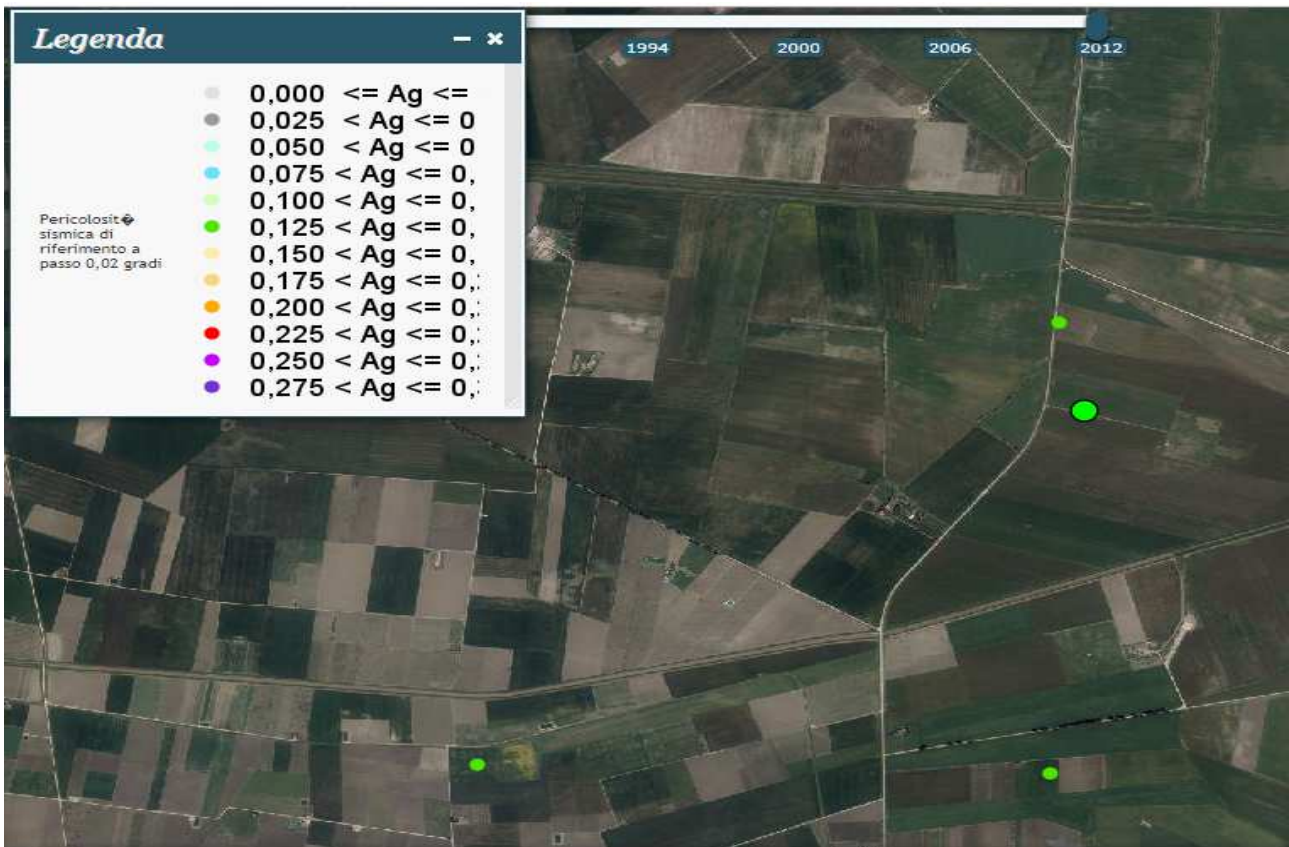 Legenda
1994 2000 2006 2012
0,000 <= Ag <=
0,025 < Ag <= 0
0,050 < Ag <= 0
0,075 < Ag <= 0,
0,100 < Ag <= 0,
0,125 < Ag <= 0,
0,150 < Ag <= 0,
0,175 < Ag <= 0,
0,200 < Ag <= 0,
0,225 < Ag <= 0,
0,250 < Ag <= 0,
0,275 < Ag <= 0,
Pericolosit�
sismica di
riferimento a
passo 0,02 gradi